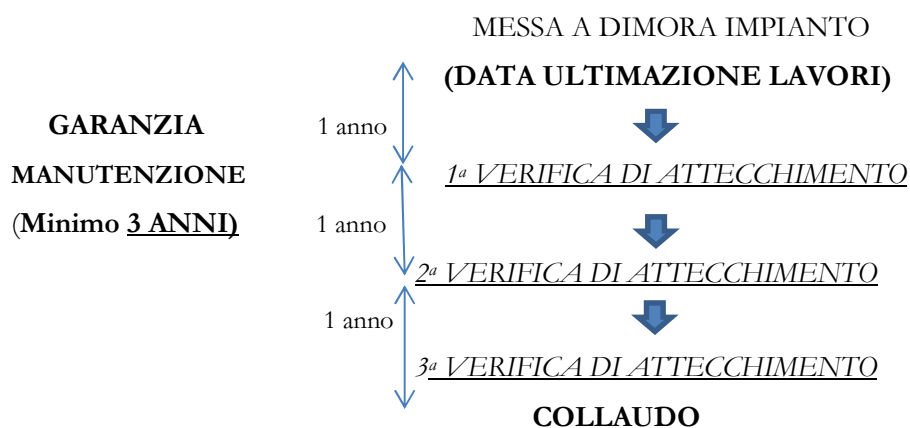 MESSA A DIMORA IMPIANTO
(DATA ULTIMAZIONE LAVORI)
GARANZIA
MANUTENZIONE
(Minimo 3 ANNI)
1 anno
1ª VERIFICA DI ATTECCHIMENTO
1 anno
2ª VERIFICA DI ATTECCHIMENTO
1 anno
3ª VERIFICA DI ATTECCHIMENTO
COLLAUDO